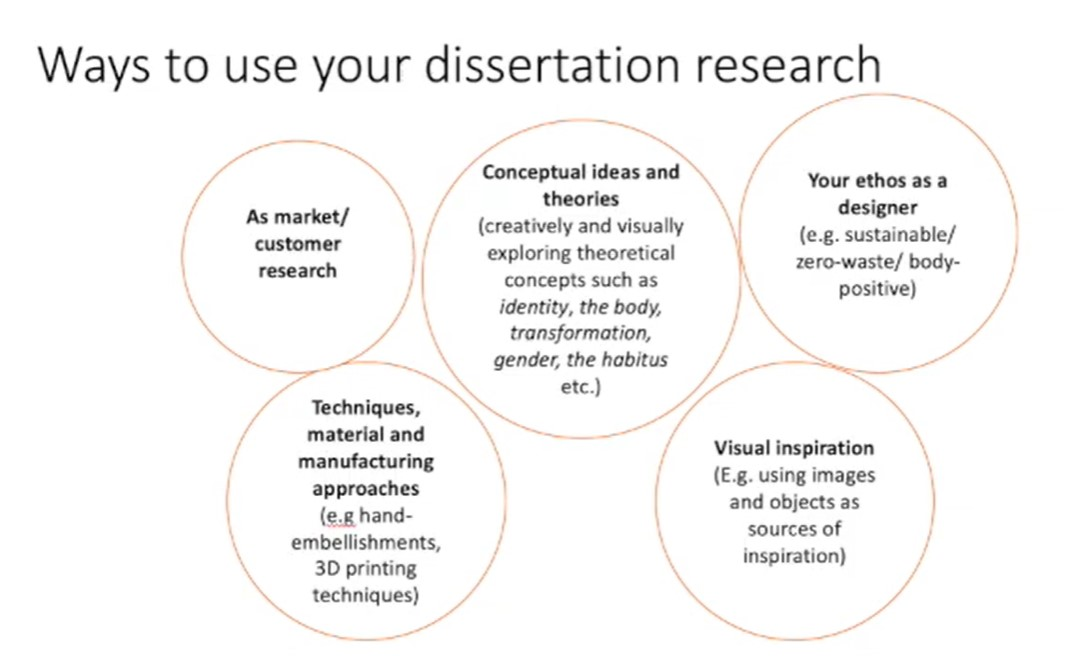 Ways to use your dissertation research
As market/
customer
research
Conceptual ideas and
theories
(creatively and visually
exploring theoretical
concepts such as
identity, the body,
transformation,
gender, the habitus
etc.)
Your ethos as a
designer
(e.g. sustainable/
zero-waste/ body-
positive)
Techniques,
material and
manufacturing
approaches
(e.g hand-
embellishments,
3D printing
techniques)
Visual inspiration
(E.g. using images
and objects as
sources of
inspiration)